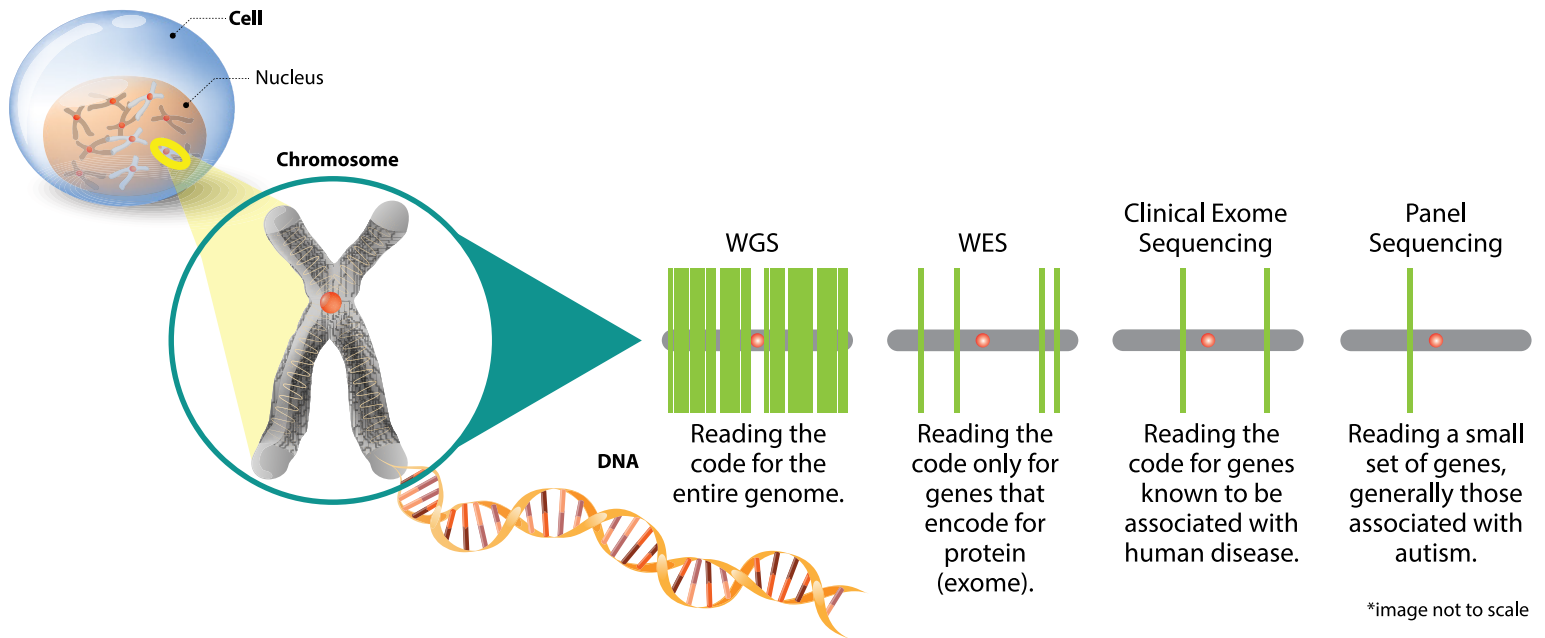 Cell
Nucleus
Chromosome
DNA
WGS
Reading the
code for the
entire genome.
WES
Reading the
code only for
genes that
encode for
protein
(exome).
Clinical Exome
Sequencing
Reading the
code for genes
known to be
associated with
human disease.
Panel
Sequencing
Reading a small
set of genes,
generally those
associated with
autism.
*image not to scale